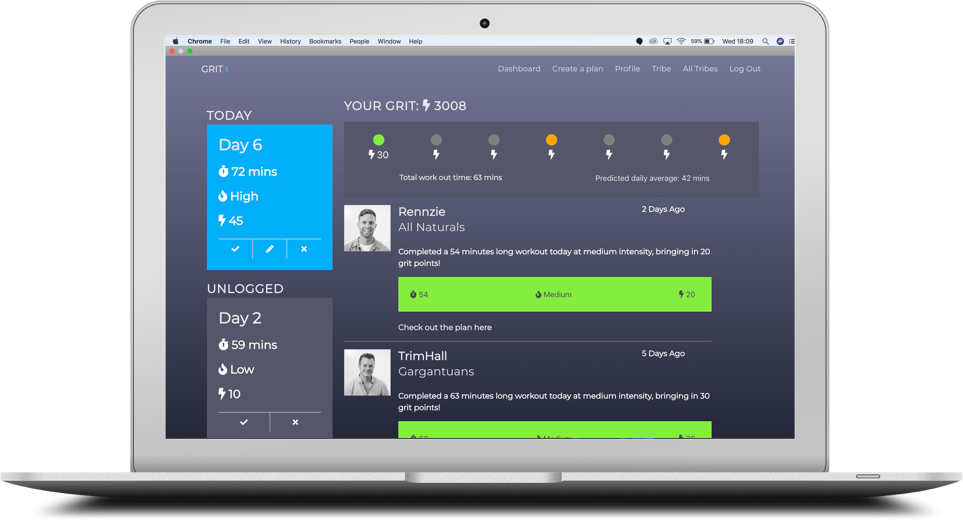 Chrome File Edit View History Bookmarks People Window Help 59% Wed 18:09
GRIT
Dashboard Create a plan Profile Tribe All Tribes Log Out
TODAY
Day 6
72 mins
High
45
UNLOGGED
Day 2
59 mins
Low
10
YOUR GRIT: 3008
30
Total work out time: 63 mins
Predicted daily average: 42 mins
Rennzie
2 Days Ago
All Naturals
Completed a 54 minutes long workout today at medium intensity, bringing in 20
grit points!
54 Medium 20
Check out the plan here
TrimHall
5 Days Ago
Gargantuans
Completed a 63 minutes long workout today at medium intensity, bringing in 30
grit points!